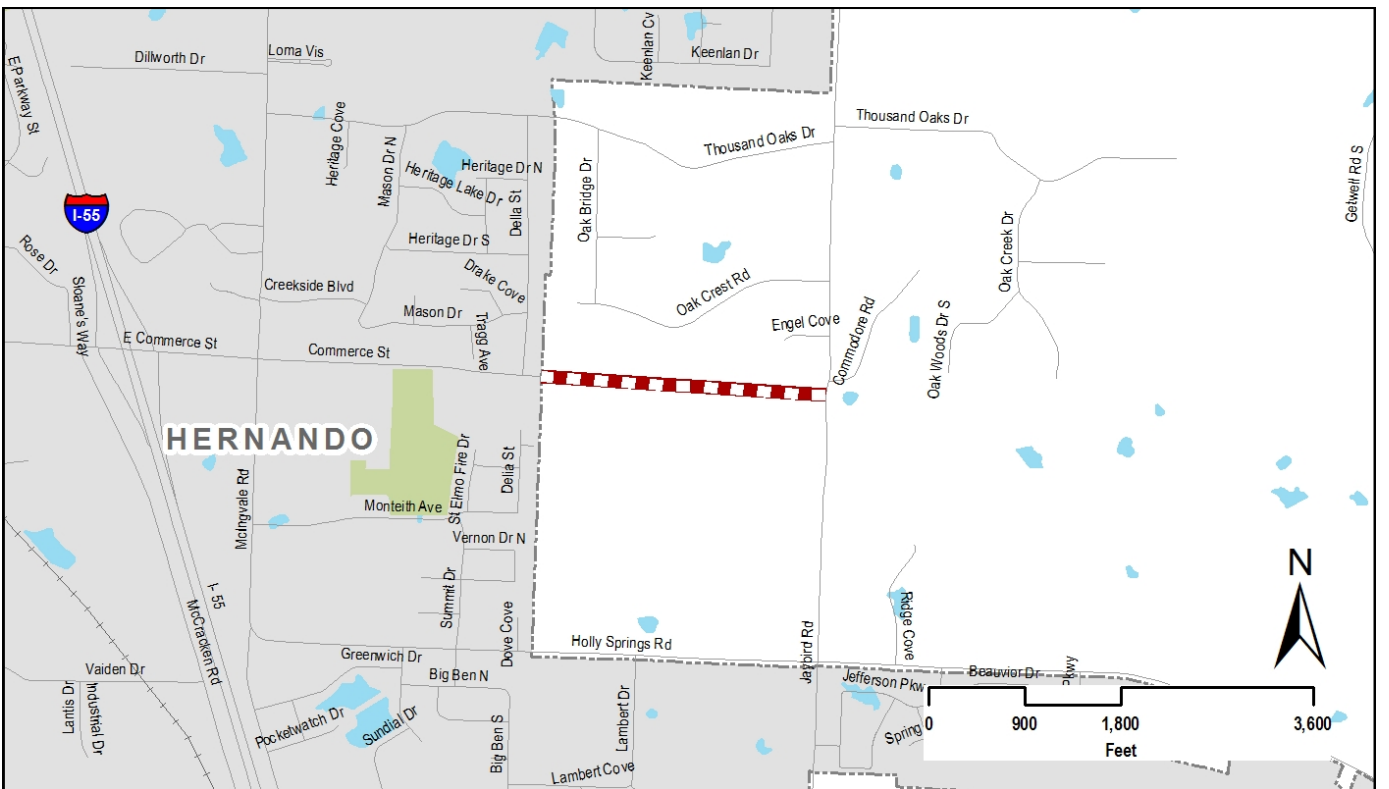 Keenlan Cv
Keenlan Dr
Loma Vis
Dillworth Dr
E Parkway St
Heritage Cove
Thousand Oaks Dr
Thousand Oaks Dr
Mason Dr N
Heritage Dr N
Heritage Lake Dr
Della St
Oak Bridge Dr
Getwell Rd S
I-55
Rose Dr
Heritage Dr S
Drake Cove
Oak Creek Dr
Sloane's Way
Creekside Blvd
Oak Crest Rd
Mason Dr
Tragg Ave
Engel Cove
Commodore Rd
Oak Woods Dr S
E Commerce St
Commerce St
HERNANDO
McIngvale Rd
St Elmo Fire Dr
Delia St
Monteith Ave
Vernon Dr N
N
I- 55
McCracken Rd
Summit Dr
Dove Cove
Ridge Cove
Holly Springs Rd
Jaybird Rd
Greenwich Dr
Vaiden Dr
Big Ben N
Beauvior Dr
Pkwy
Jefferson Pkw
Lantis Dr
Industrial Dr
Pocketwatch Dr
Sundial Dr
Big Ben S
Lambert Dr
Spring
Lambert Cove
0 900 1,800 3,600
Feet